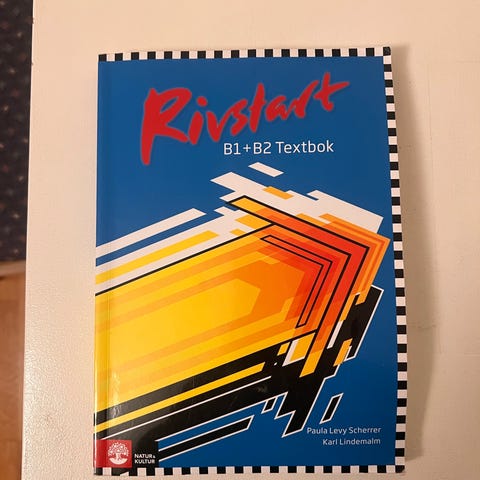 Rivstart
B1+B2 Textbok
Paula Levy Scherrer
Karl Lindemalm
NATUR &
KULTUR